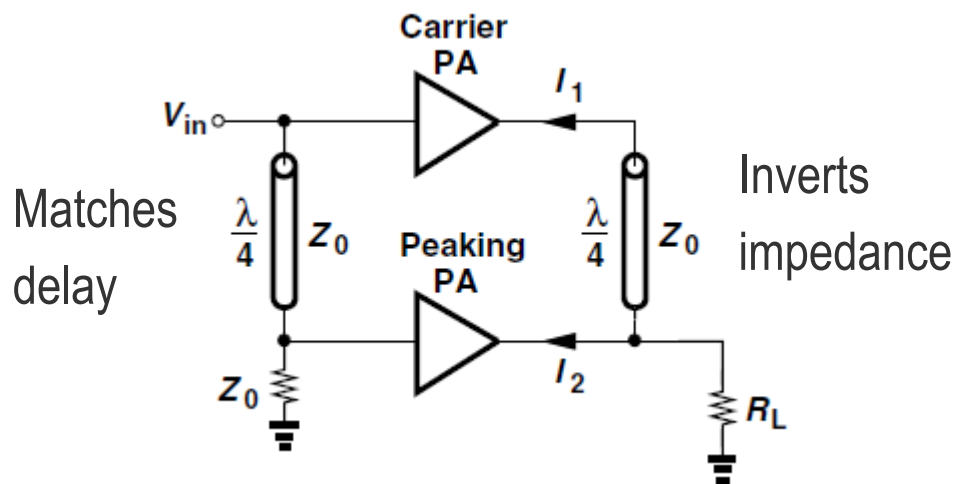 Carrier
PA
I1
Vin
Matches
delay
λ/4
Z0
Peaking
PA
λ/4
Z0
Inverts
impedance
Z0
I2
RL